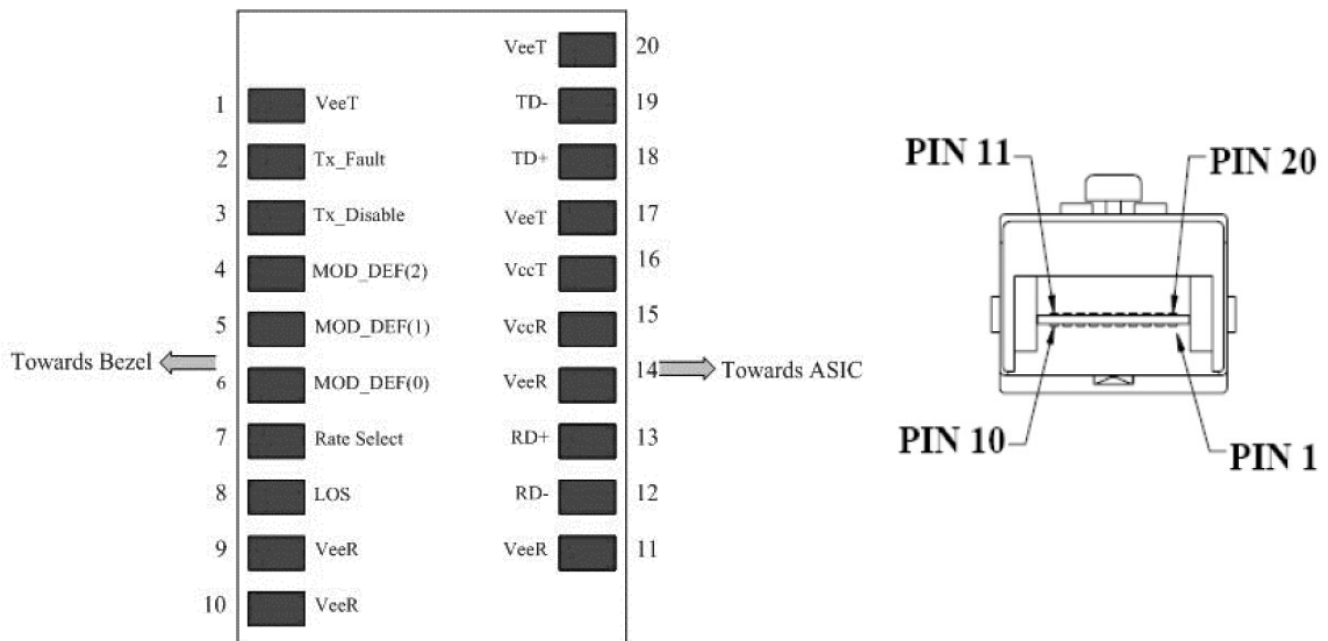 VeeT 20
1 VeeT TD- 19
2 Tx_Fault TD+ 18
3 Tx_Disable VeeT 17
4 MOD_DEF(2) VccT 16
5 MOD_DEF(1) VccR 15
Towards Bezel
6 MOD_DEF(0) VeeR 14
Towards ASIC
7 Rate Select RD+ 13
8 LOS RD- 12
9 VeeR VeeR 11
10 VeeR
PIN 11 PIN 20
PIN 10 PIN 1